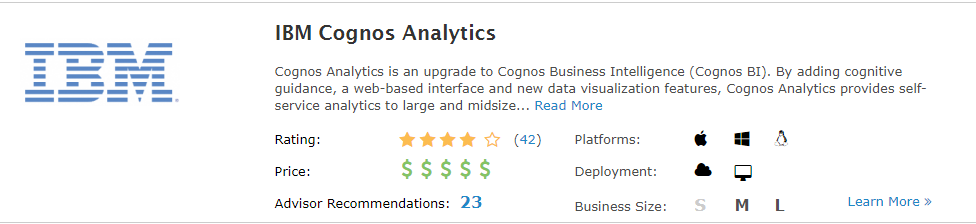 IBM
IBM Cognos Analytics
Cognos Analytics is an upgrade to Cognos Business Intelligence (Cognos BI). By adding cognitive
guidance, a web-based interface and new data visualization features, Cognos Analytics provides self-
service analytics to large and midsize... Read More
Rating: (42) Platforms:
Price: $ $ $ $ $ Deployment:
Advisor Recommendations: 23 Business Size: S M L Learn More »